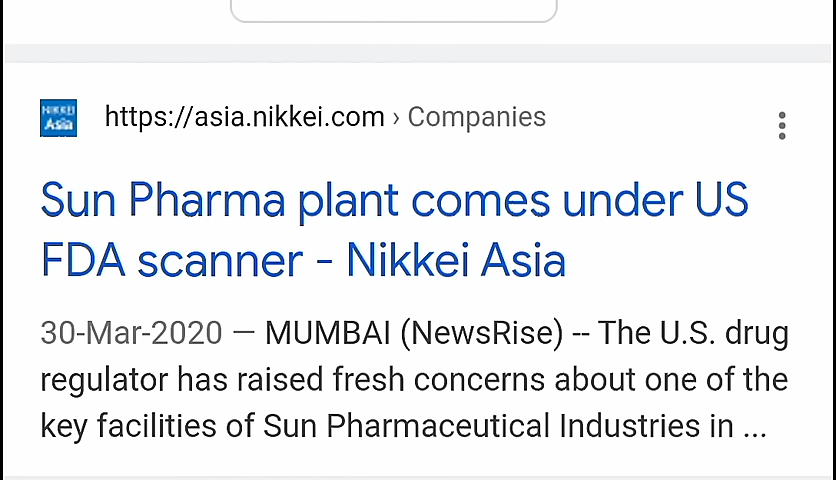 NIKKEI
Asia
https://asia.nikkei.com › Companies
Sun Pharma plant comes under US
FDA scanner - Nikkei Asia
30-Mar-2020 — MUMBAI (NewsRise) -- The U.S. drug
regulator has raised fresh concerns about one of the
key facilities of Sun Pharmaceutical Industries in ...